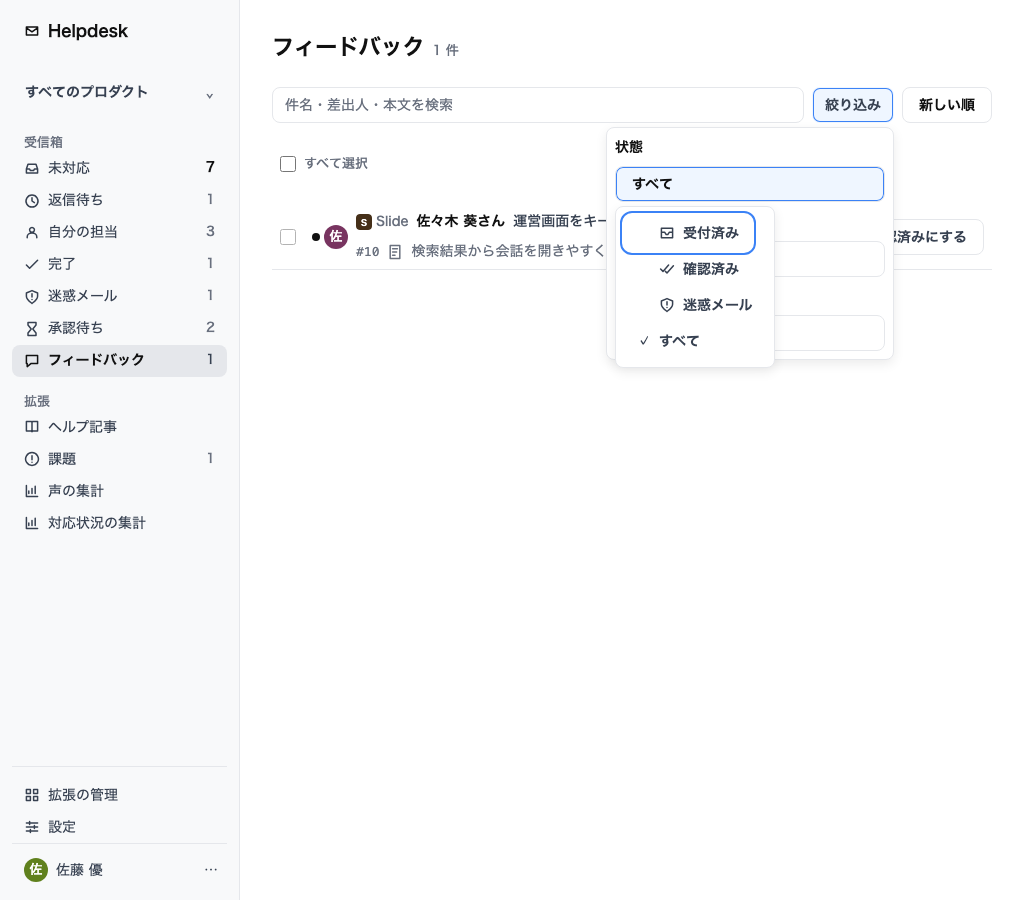 Helpdesk
すべてのプロダクト
受信箱
未対応 7
返信待ち 1
自分の担当 3
完了 1
迷惑メール 1
承認待ち 2
フィードバック 1
拡張
ヘルプ記事
課題 1
声の集計
対応状況の集計
拡張の管理
設定
佐 佐藤 優 ...
フィードバック 1 件
件名・差出人・本文を検索 絞り込み 新しい順
すべて選択
佐 S Slide 佐々木 葵さん 運営画面をキー
#10 検索結果から会話を開きやすく
済みにする
状態
すべて
受付済み
確認済み
迷惑メール
✓ すべて